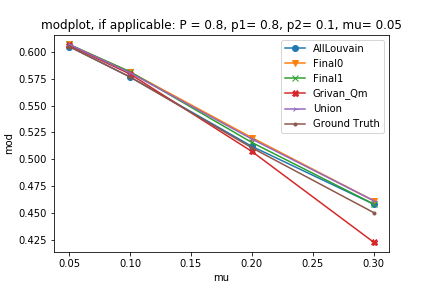 modplot, if applicable: P = 0.8, p1= 0.8, p2= 0.1, mu= 0.05
AllLouvain
Final0
Final1
Grivan_Qm
Union
Ground Truth
mod
0.600
0.575
0.550
0.525
0.500
0.475
0.450
0.425
0.05
0.10
0.15
0.20
0.25
0.30
mu